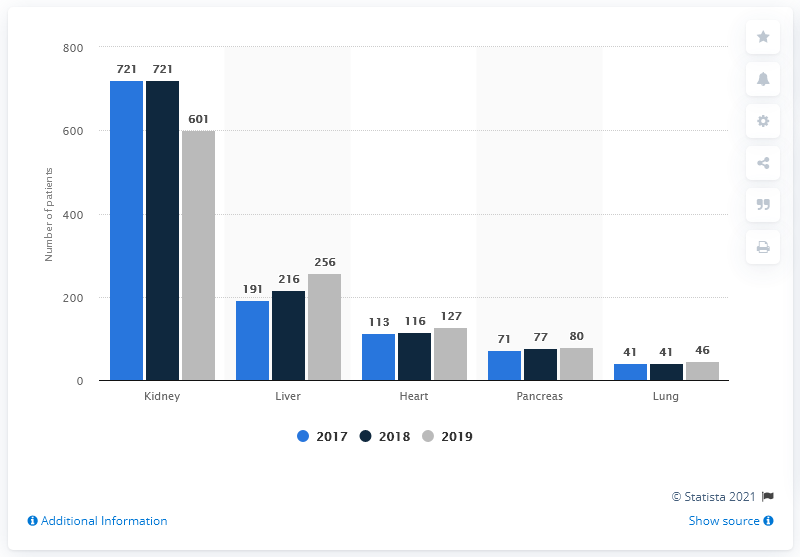 800
600
400
200
0
Number of patients
721 721 601
191 216 256
113 116 127
71 77 80
41 41 46
Kidney Liver Heart Pancreas Lung
2017 2018 2019
© Statista 2021
Additional Information Show source